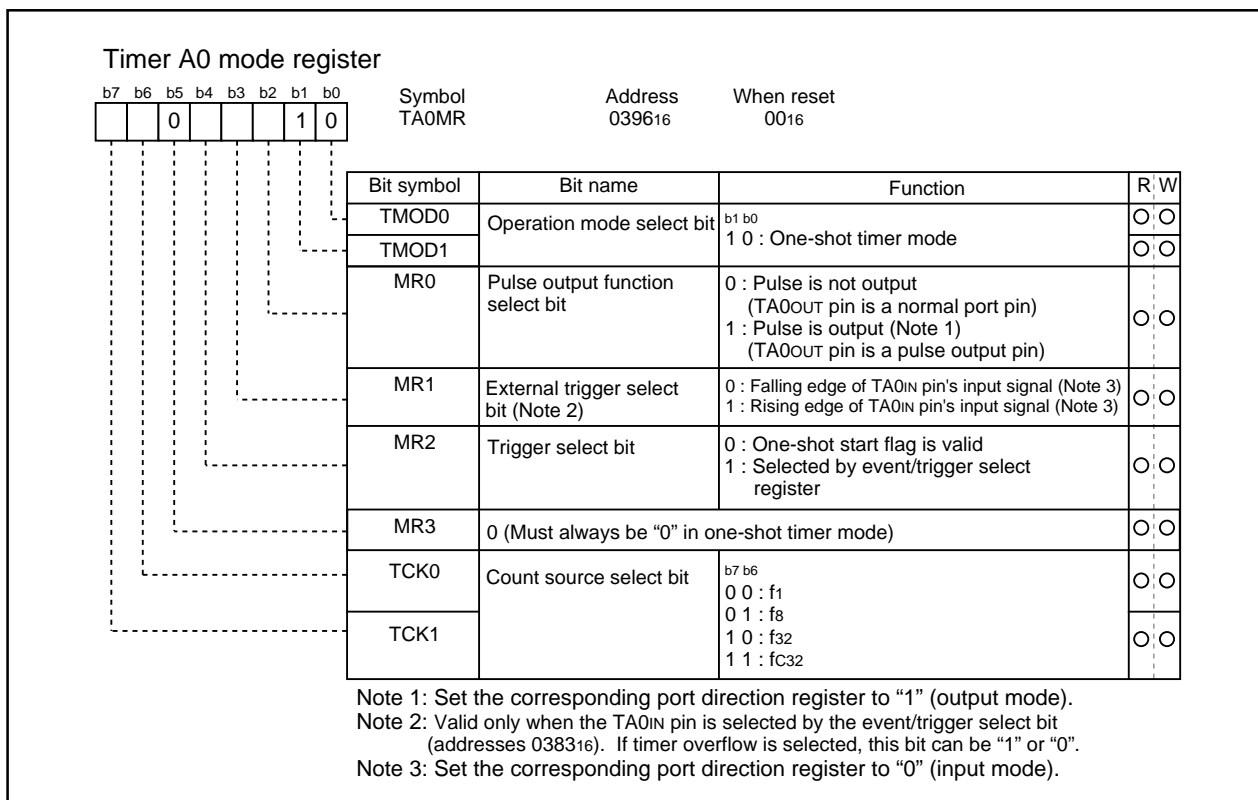 Timer A0 mode register
b7 b6 b5 b4 b3 b2 b1 b0
0 1 0
Symbol Address When reset
TA0MR 039616 0016
Bit symbol Bit name Function R W
TMOD0 Operation mode select bit b1 b0
TMOD1 1 0 : One-shot timer mode
MR0 Pulse output function select bit
0 : Pulse is not output
(TA0OUT pin is a normal port pin)
1 : Pulse is output (Note 1)
(TA0OUT pin is a pulse output pin)
MR1 External trigger select bit (Note 2)
0 : Falling edge of TA0IN pin's input signal (Note 3)
1 : Rising edge of TA0IN pin's input signal (Note 3)
MR2 Trigger select bit
0 : One-shot start flag is valid
1 : Selected by event/trigger select
register
MR3 0 (Must always be “0” in one-shot timer mode)
TCK0 Count source select bit b7 b6
0 0 : f1
0 1 : f8
TCK1 1 0 : f32
1 1 : fC32
Note 1: Set the corresponding port direction register to “1” (output mode).
Note 2: Valid only when the TA0IN pin is selected by the event/trigger select bit
(addresses 038316). If timer overflow is selected, this bit can be “1” or “0”.
Note 3: Set the corresponding port direction register to “0” (input mode).